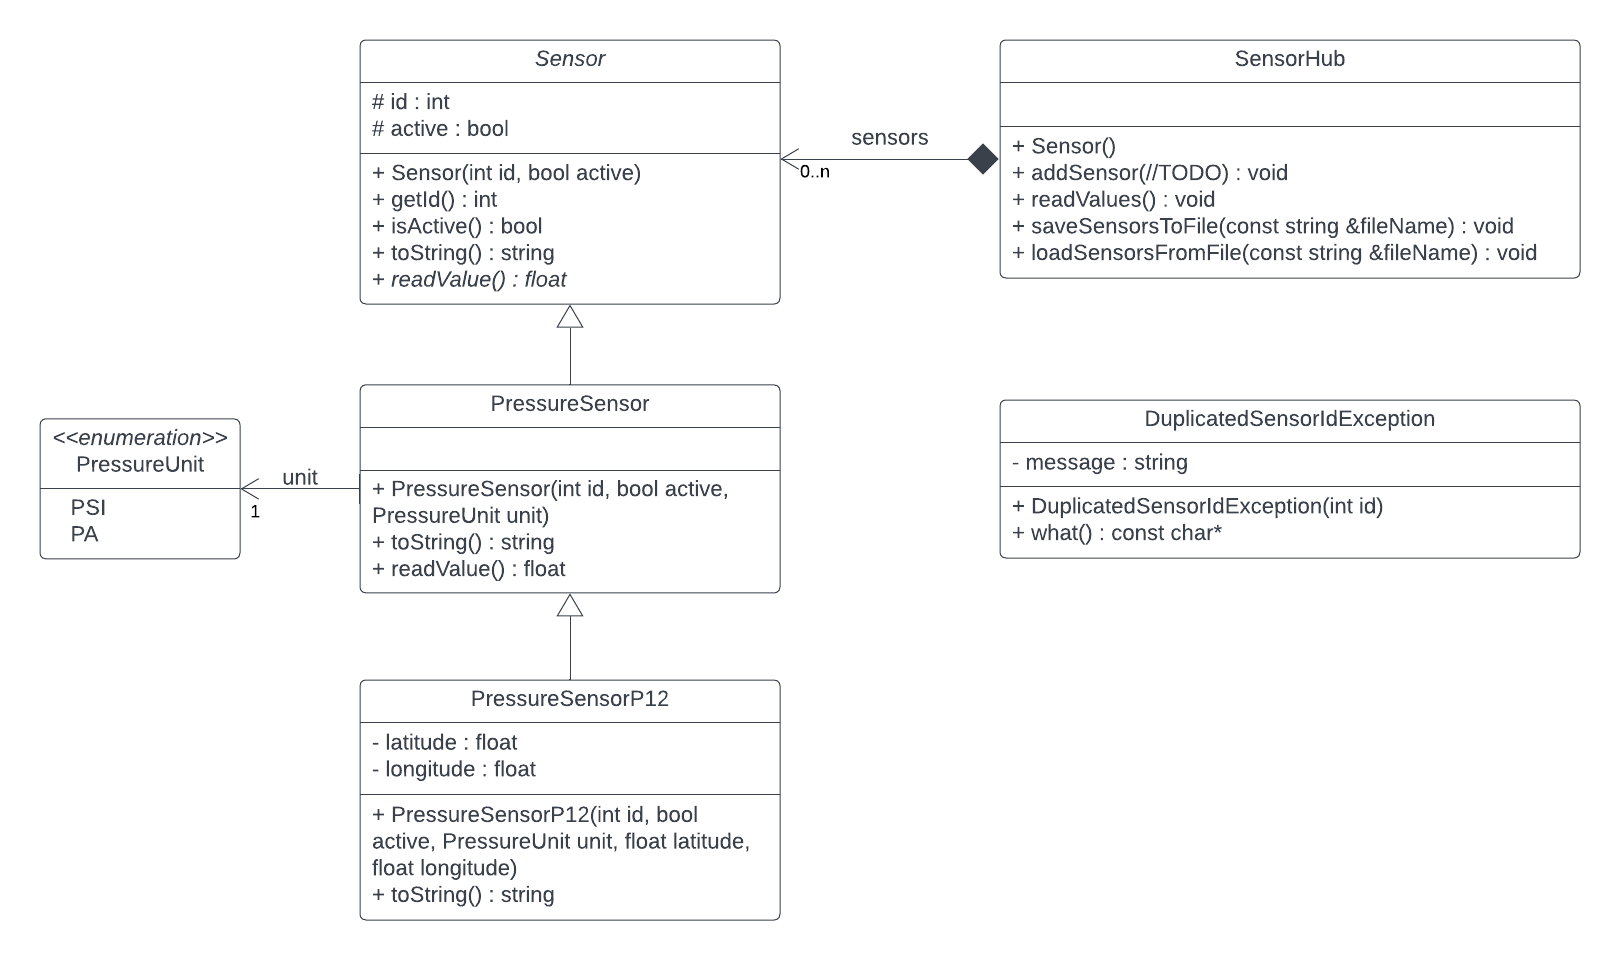 Sensor
# id : int
# active : bool
+ Sensor(int id, bool active)
+ getId() : int
+ isActive() : bool
+ toString() : string
+ readValue() : float
sensors
0..n
SensorHub
+ Sensor()
+ addSensor(//TODO) : void
+ readValues() : void
+ saveSensorsToFile(const string &fileName) : void
+ loadSensorsFromFile(const string &fileName) : void
<<enumeration>>
PressureUnit
PSI
PA
unit
1
PressureSensor
+ PressureSensor(int id, bool active,
PressureUnit unit)
+ toString() : string
+ readValue() : float
DuplicatedSensorIdException
- message : string
+ DuplicatedSensorIdException(int id)
+ what() : const char*
PressureSensorP12
- latitude : float
- longitude : float
+ PressureSensorP12(int id, bool
active, PressureUnit unit, float latitude,
float longitude)
+ toString() : string